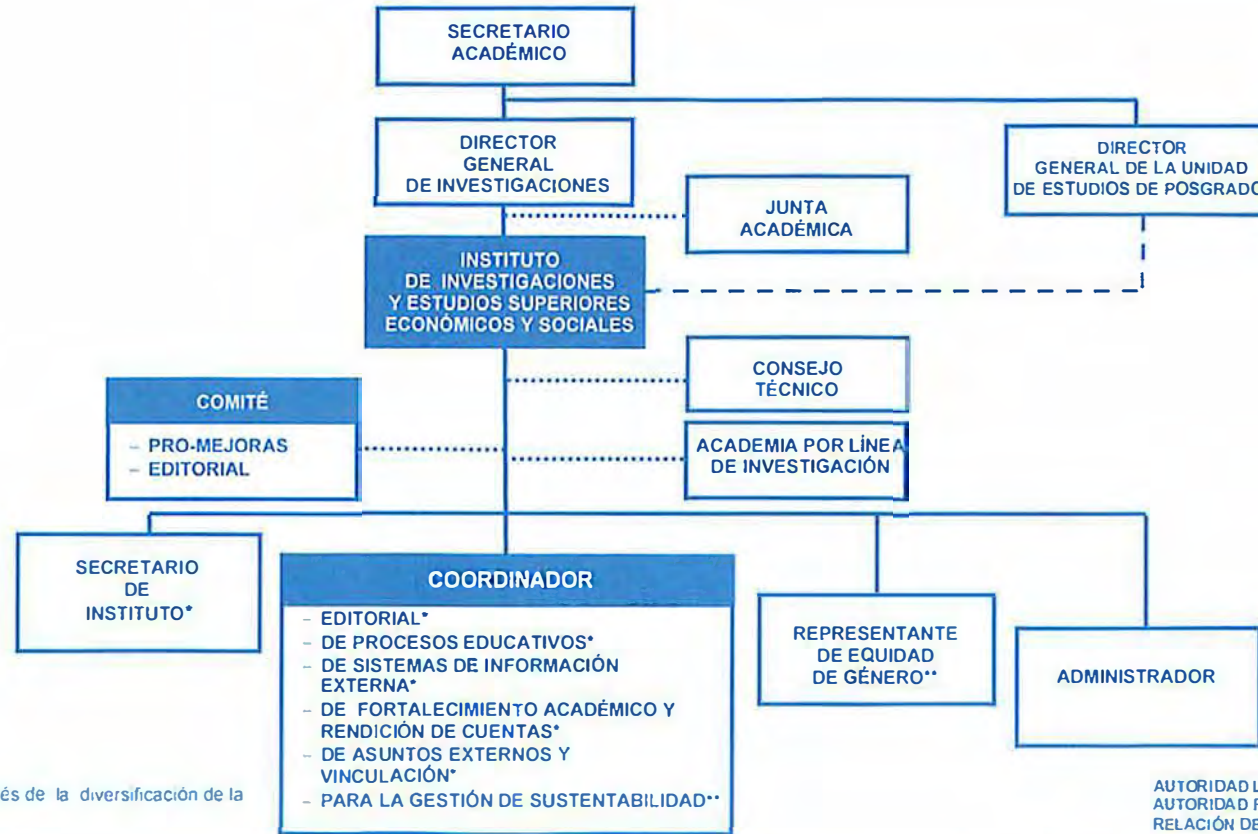 SECRETARIO
ACADÉMICO
DIRECTOR
GENERAL
DE INVESTIGACIONES
DIRECTOR
GENERAL DE LA UNIDAD
DE ESTUDIOS DE POSGRADO
JUNTA
ACADÉMICA
INSTITUTO
DE INVESTIGACIONES
Y ESTUDIOS SUPERIORES
ECONÓMICOS Y SOCIALES
CONSEJO
TÉCNICO
COMITÉ
– PRO-MEJORAS
– EDITORIAL
ACADEMIA POR LÍNEA
DE INVESTIGACIÓN
SECRETARIO
DE
INSTITUTO*
COORDINADOR
– EDITORIAL*
– DE PROCESOS EDUCATIVOS*
– DE SISTEMAS DE INFORMACIÓN
EXTERNA*
– DE FORTALECIMIENTO ACADÉMICO Y
RENDICIÓN DE CUENTAS*
– DE ASUNTOS EXTERNOS Y
VINCULACIÓN*
– PARA LA GESTIÓN DE SUSTENTABILIDAD**
REPRESENTANTE
DE EQUIDAD
DE GÉNERO**
ADMINISTRADOR
de la diversificación de la
AUTORIDAD
AUTORIDAD
RELACIÓN